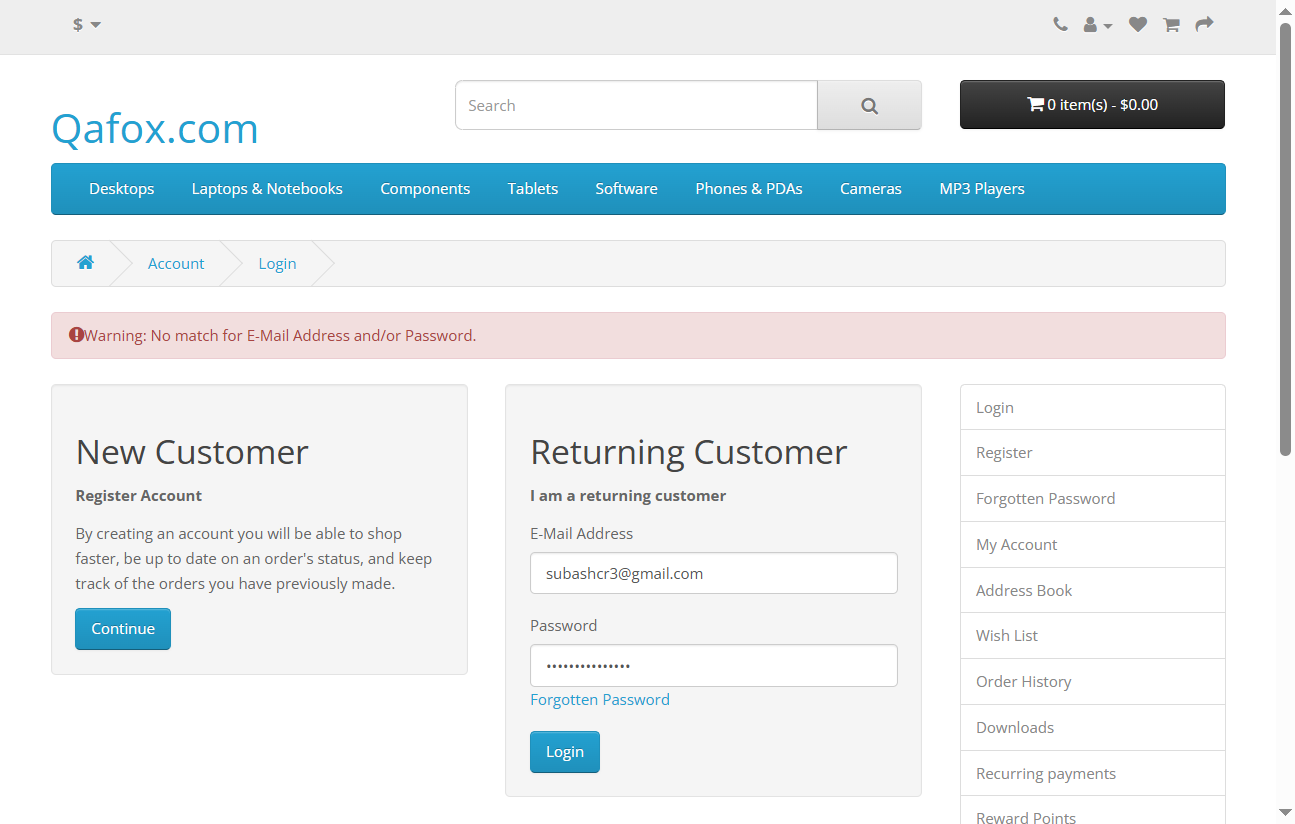 $
Search
0 item(s) - $0.00
Qafox.com
Desktops Laptops & Notebooks Components Tablets Software Phones & PDAs Cameras MP3 Players
Account Login
Warning: No match for E-Mail Address and/or Password.
New Customer
Register Account
By creating an account you will be able to shop
faster, be up to date on an order's status, and keep
track of the orders you have previously made.
Continue
Returning Customer
I am a returning customer
E-Mail Address
subashcr3@gmail.com
Password
•••••••••••••••
Forgotten Password
Login
Login
Register
Forgotten Password
My Account
Address Book
Wish List
Order History
Downloads
Recurring payments
Reward Points